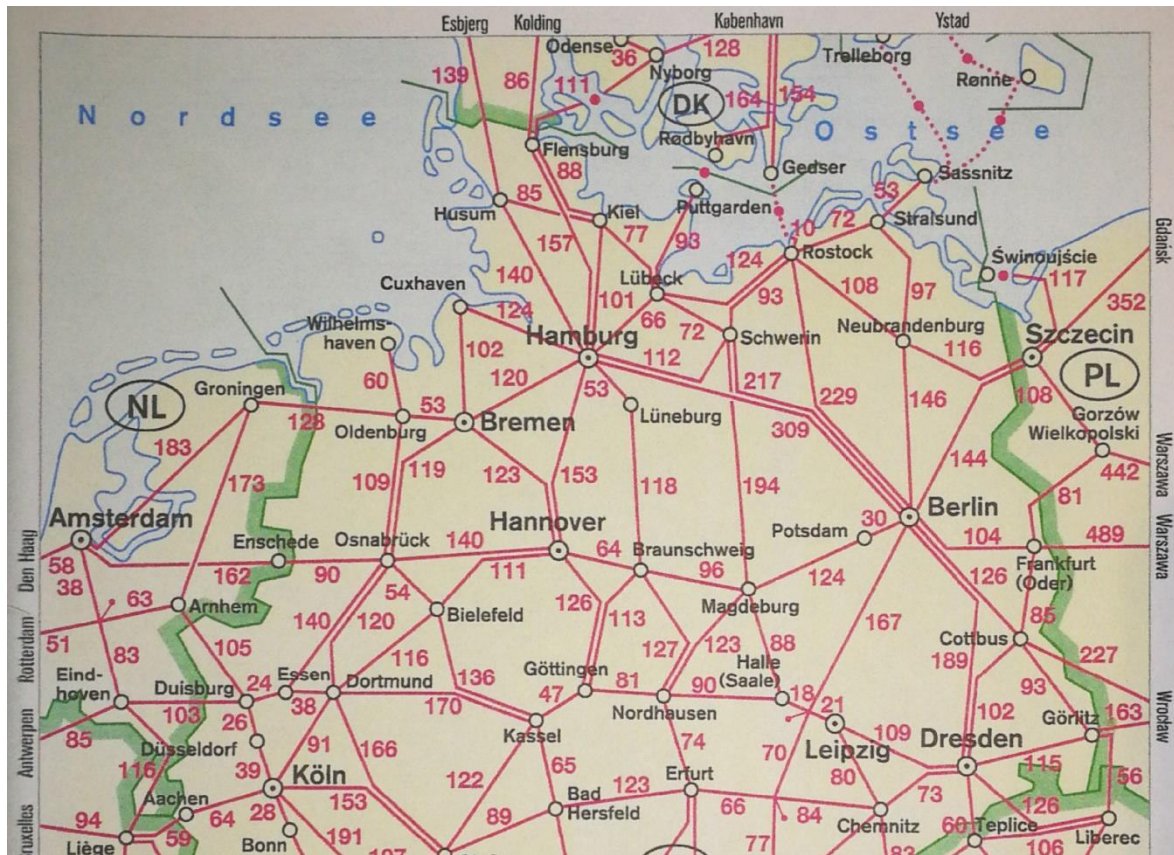 Esbjerg
Kolding
København
Ystad
Odense
36
128
Nyborg
Trelleborg
Rønne
139
86
111
DK
164
154
Nordsee
Ostsee
Rødbyhavn
Flensburg
Gedser
Sassnitz
88
85
Husum
Kiel
Puttgarden
53
72
Stralsund
10
Rostock
157
77
93
124
140
Lübeck
93
108
97
Świnoujście
117
Gdańsk
352
Cuxhaven
124
101
66
72
Wilhelms-
haven
Hamburg
Schwerin
Neubrandenburg
Szczecin
102
112
116
60
120
53
217
108
PL
Groningen
NL
128
53
Oldenburg
Bremen
Lüneburg
229
146
Gorzów
Wielkopolski
309
183
119
123
153
144
442
Warszawa
173
109
118
194
81
Amsterdam
Hannover
Potsdam
30
Berlin
Enschede
Osnabrück
140
64
Braunschweig
104
489
Warszawa
Den Haag
58
38
162
90
111
96
Frankfurt
(Oder)
54
126
63
Arnhem
Bielefeld
126
113
Magdeburg
124
85
51
140
120
Rotterdam
83
105
116
127
123
88
167
Cottbus
227
Eind-
hoven
Duisburg
24
Essen
136
Göttingen
Halle
(Saale)
189
93
38
Dortmund
47
81
90
18
21
103
26
170
Nordhausen
102
Görlitz
163
Wrocław
Antwerpen
85
Düsseldorf
91
166
Kassel
74
70
Leipzig
109
Dresden
115
116
39
Köln
122
65
Erfurt
80
56
Aachen
28
153
123
73
126
94
64
89
Bad
Hersfeld
66
84
59
Chemnitz
60
Teplice
Liberec
Liège
Bonn
191
77
106